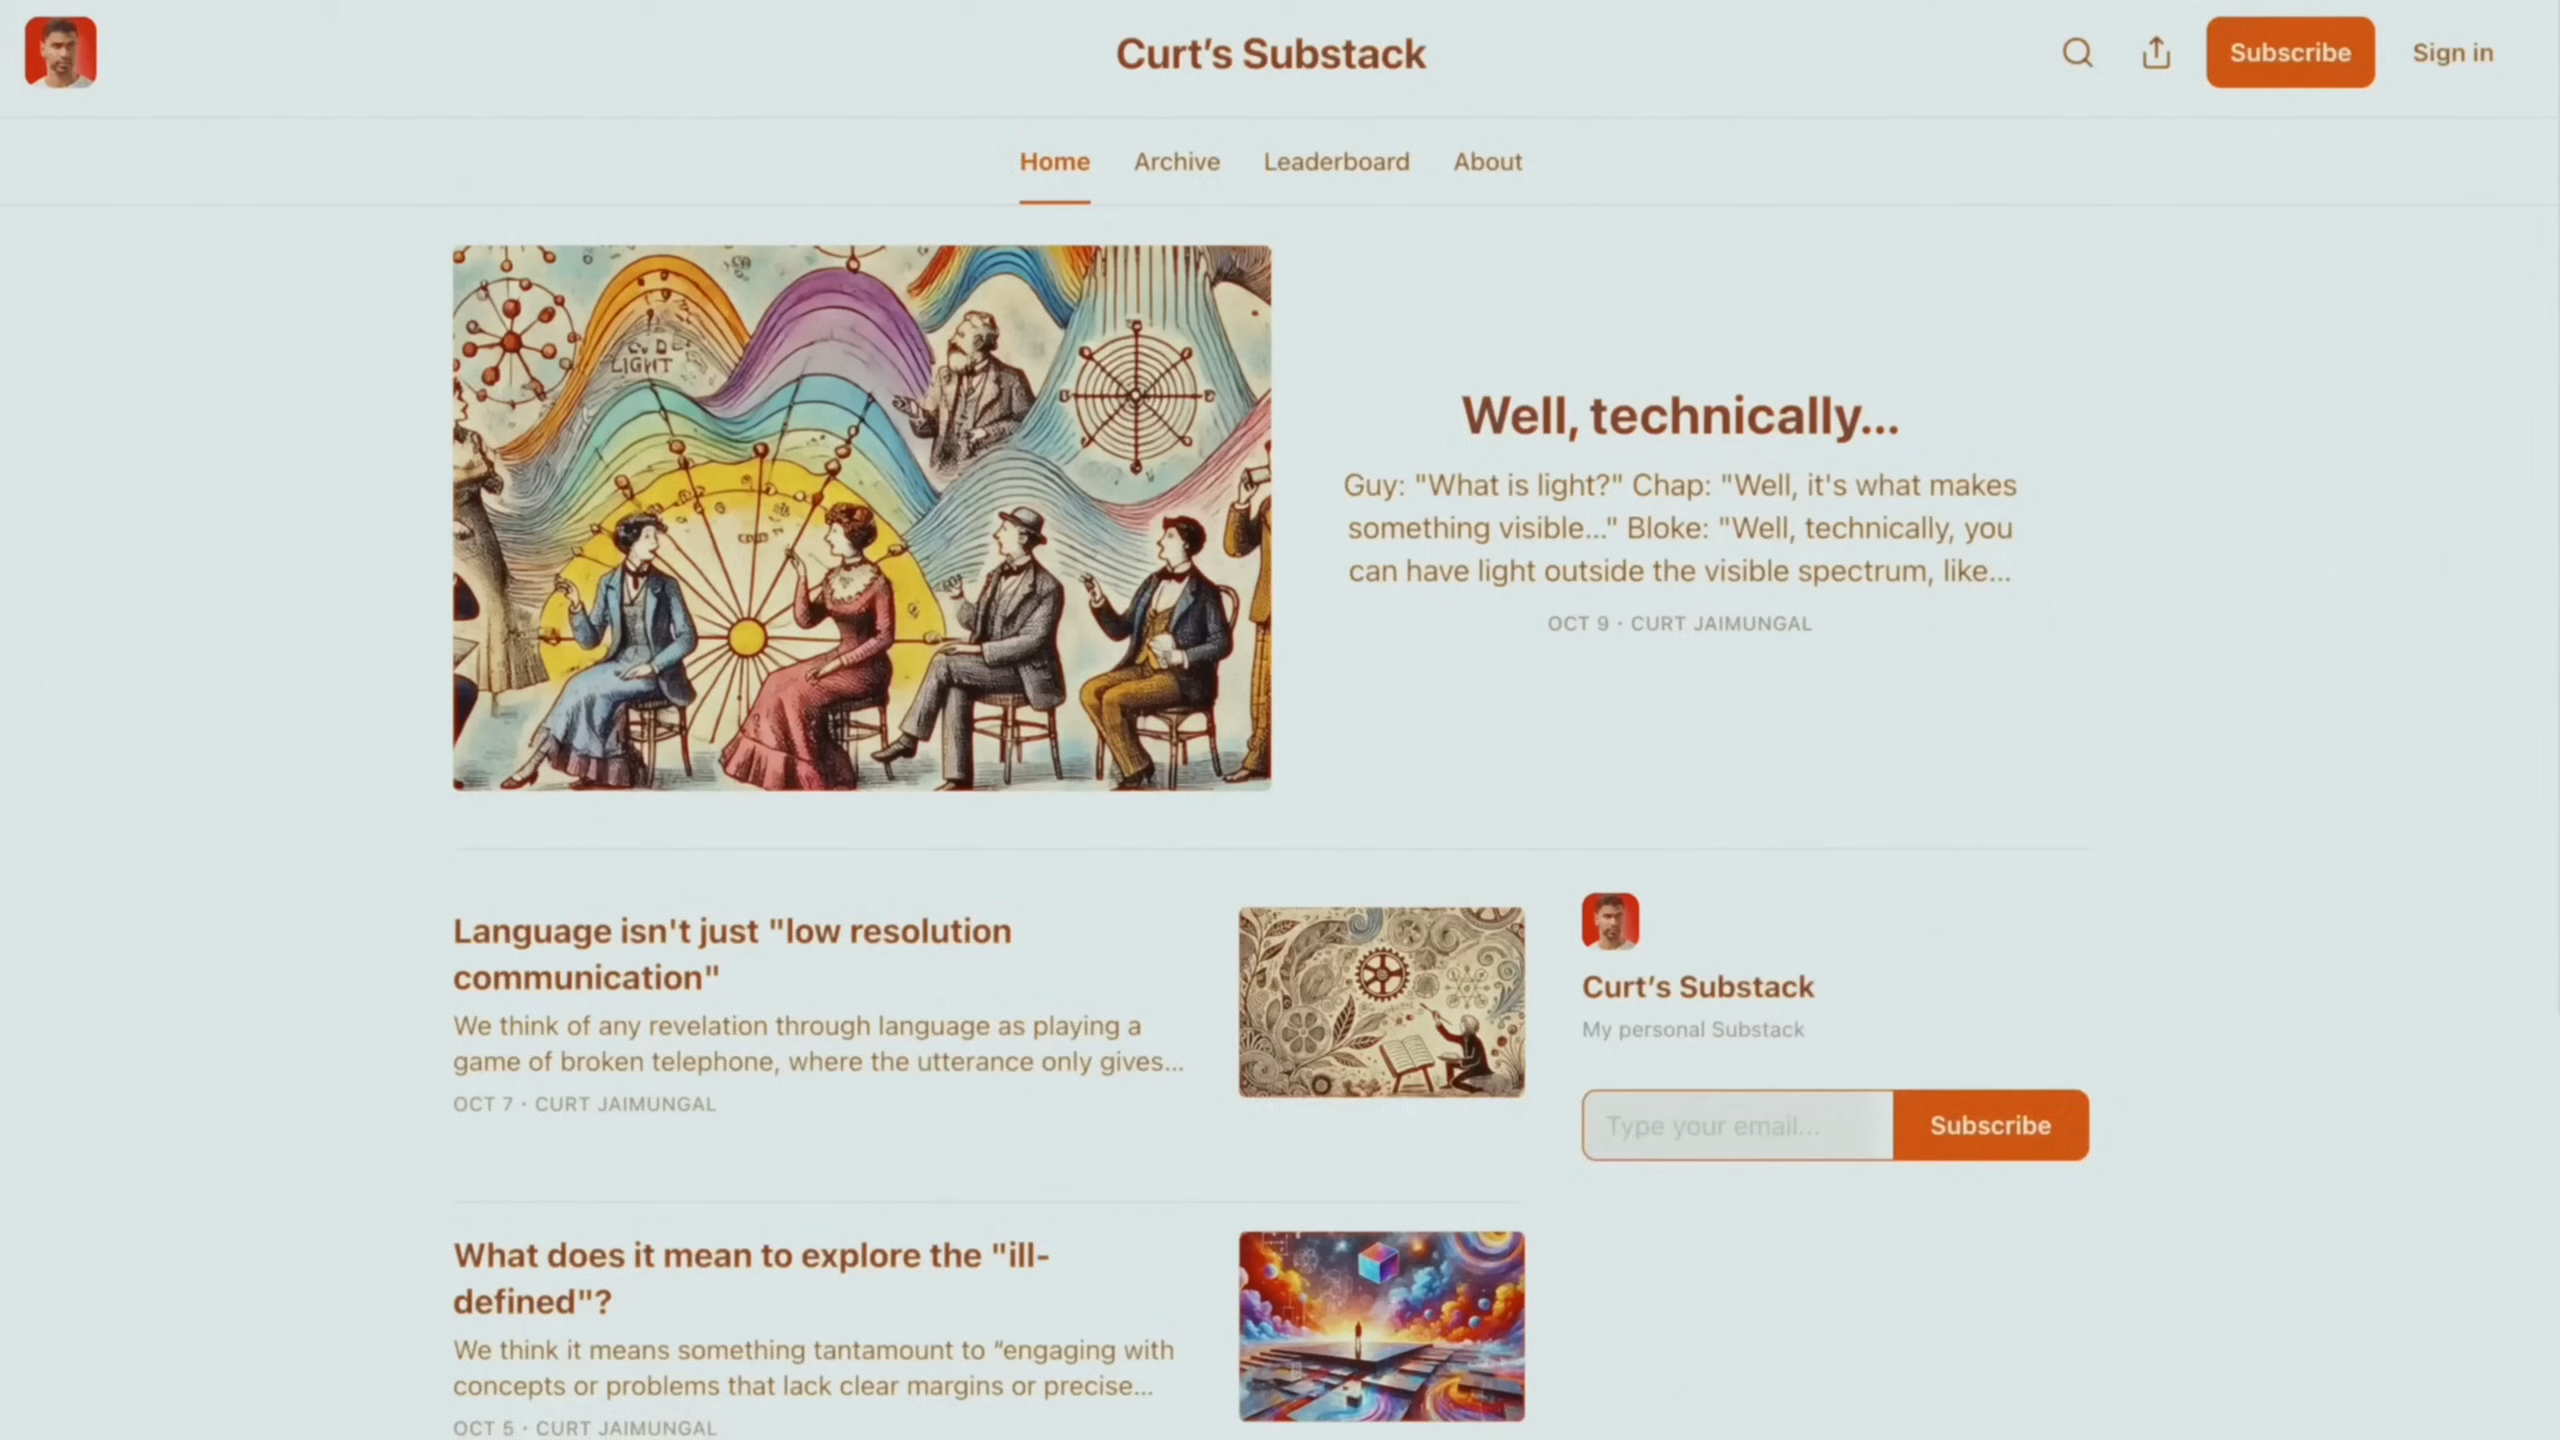 Curt’s Substack
Subscribe
Sign in
Home
Archive
Leaderboard
About
LIGHT
Well, technically...
Guy: "What is light?" Chap: "Well, it's what makes
something visible..." Bloke: "Well, technically, you
can have light outside the visible spectrum, like...
OCT 9 · CURT JAIMUNGAL
Language isn't just "low resolution
communication"
We think of any revelation through language as playing a
game of broken telephone, where the utterance only gives...
OCT 7 · CURT JAIMUNGAL
Curt’s Substack
My personal Substack
Type your email...
Subscribe
What does it mean to explore the "ill-
defined"?
We think it means something tantamount to “engaging with
concepts or problems that lack clear margins or precise...
OCT 5 · CURT JAIMUNGAL